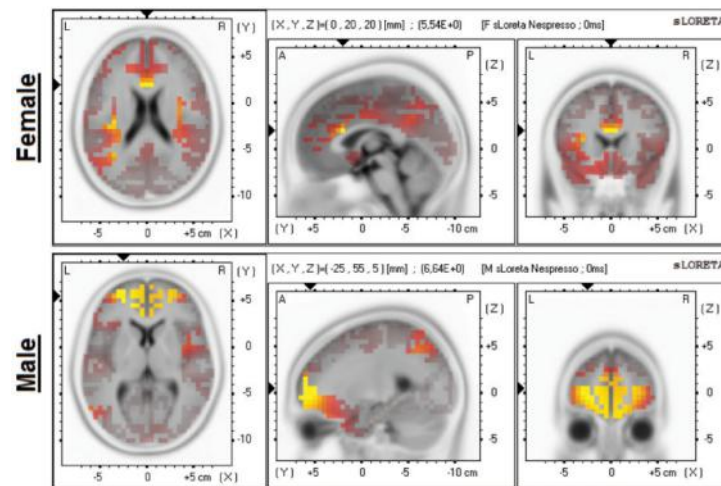 Female
L R (Y) (X,Y,Z)=( 0 , 20 , 20 ) [mm] ; (5,54E+0) [F sLoreta Nespresso ; 0ms] sLORETA
A P (Z) L R (Z)
+5 0 -5 -10
+5 0 -5
+5 0 -5
-5 0 +5 cm (X) (Y) +5 0 -5 -10 cm -5 0 +5 cm (X)
Male
L R (Y) (X,Y,Z)=( -25 , 55 , 5 ) [mm] ; (6,64E+0) [M sLoreta Nespresso ; 0ms] sLORETA
A P (Z) L R (Z)
+5 0 -5 -10
+5 0 -5
+5 0 -5
-5 0 +5 cm (X) (Y) +5 0 -5 -10 cm -5 0 +5 cm (X)